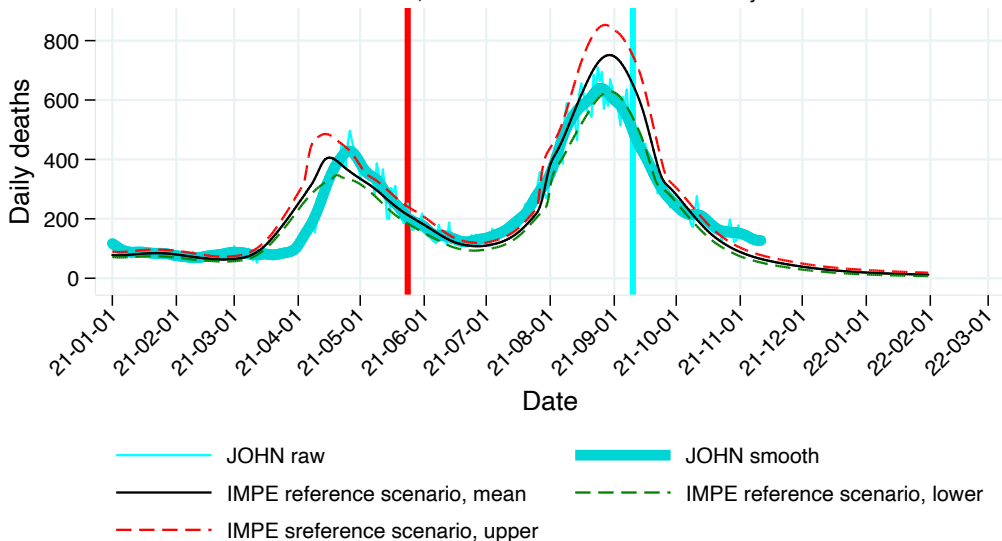 Daily deaths
800
600
400
200
0
21-01-01
21-02-01
21-03-01
21-04-01
21-05-01
21-06-01
21-07-01
21-08-01
21-09-01
21-10-01
21-11-01
21-12-01
22-01-01
22-02-01
22-03-01
Date
JOHN raw
JOHN smooth
IMPE reference scenario, mean
IMPE reference scenario, lower
IMPE sreference scenario, upper